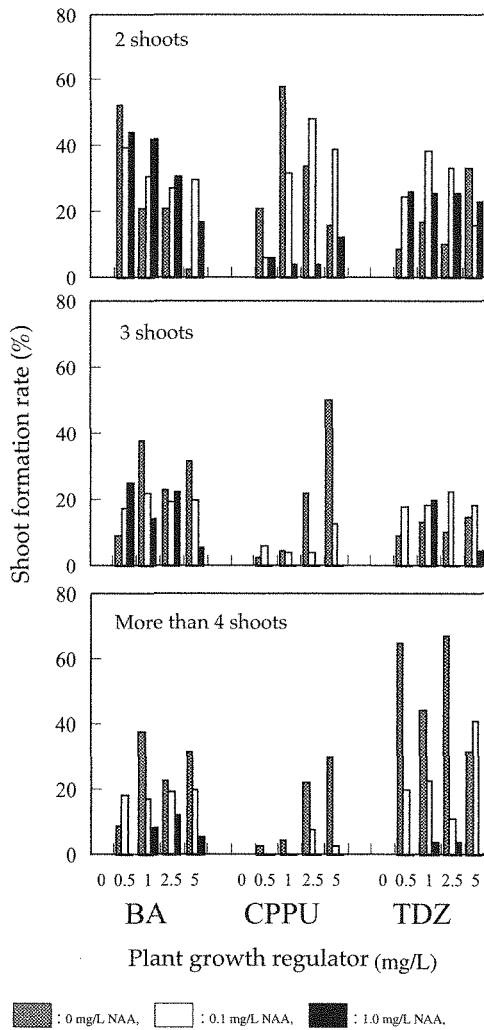 Shoot formation rate (%)
2 shoots
80
60
40
20
0
3 shoots
80
60
40
20
0
More than 4 shoots
80
60
40
20
0
0 0.5 1 2.5 5 0 0.5 1 2.5 5 0 0.5 1 2.5 5
BA CPPU TDZ
Plant growth regulator (mg/L)
: 0 mg/L NAA, : 0.1 mg/L NAA, : 1.0 mg/L NAA,